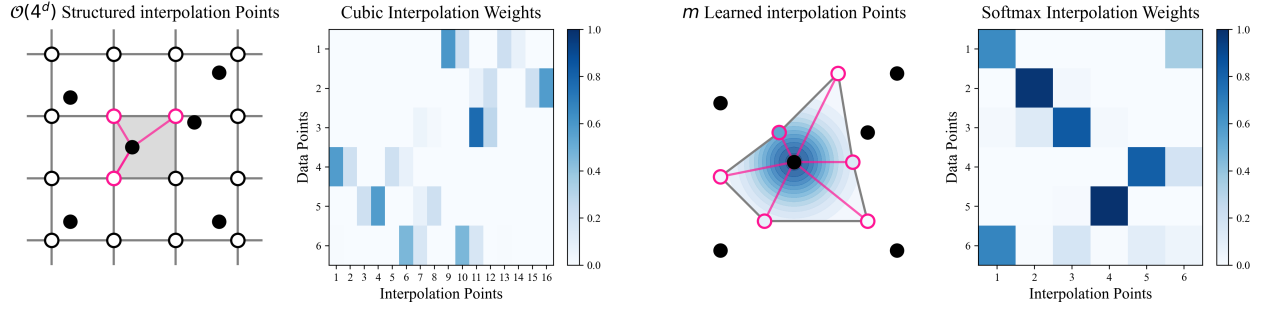 𝒪(4ᵈ) Structured interpolation Points
Cubic Interpolation Weights
Data Points
1
2
3
4
5
6
1 2 3 4 5 6 7 8 9 10 11 12 13 14 15 16
Interpolation Points
1.0
0.8
0.6
0.4
0.2
0.0
m Learned interpolation Points
Softmax Interpolation Weights
Data Points
1
2
3
4
5
6
1 2 3 4 5 6
Interpolation Points
1.0
0.8
0.6
0.4
0.2
0.0